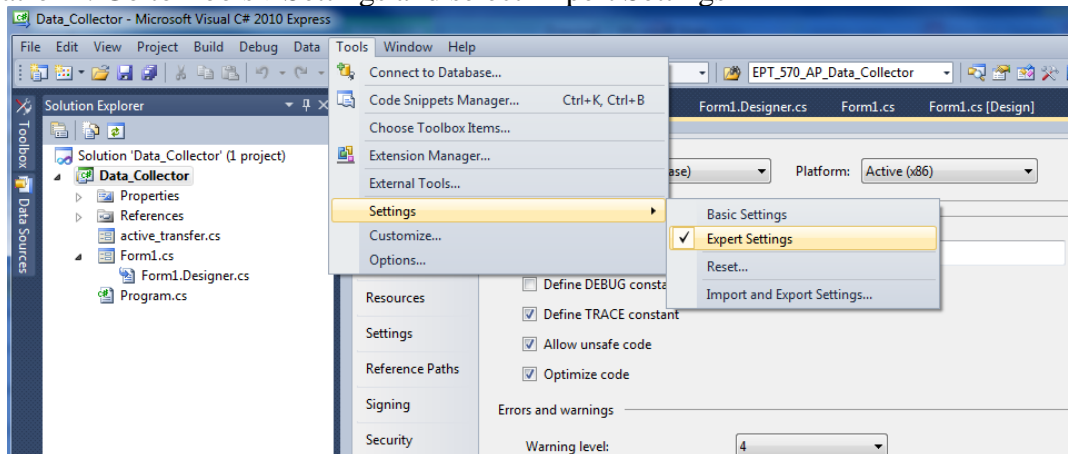 Data_Collector - Microsoft Visual C# 2010 Express
File Edit View Project Build Debug Data Tools Window Help
Connect to Database...
EPT_570_AP_Data_Collector
Solution Explorer
Code Snippets Manager... Ctrl+K, Ctrl+B
Form1.Designer.cs Form1.cs Form1.cs [Design]
Toolbox
Data Sources
Choose Toolbox Items...
Solution 'Data_Collector' (1 project)
Extension Manager...
Data_Collector
ase) Platform: Active (x86)
External Tools...
Properties
References
Settings
Basic Settings
active_transfer.cs
Customize...
Expert Settings
Form1.cs
Options...
Reset...
Form1.Designer.cs
Define DEBUG consta
Import and Export Settings...
Program.cs
Resources
Define TRACE constant
Settings
Allow unsafe code
Reference Paths
Optimize code
Signing
Errors and warnings
Security
Warning level: 4